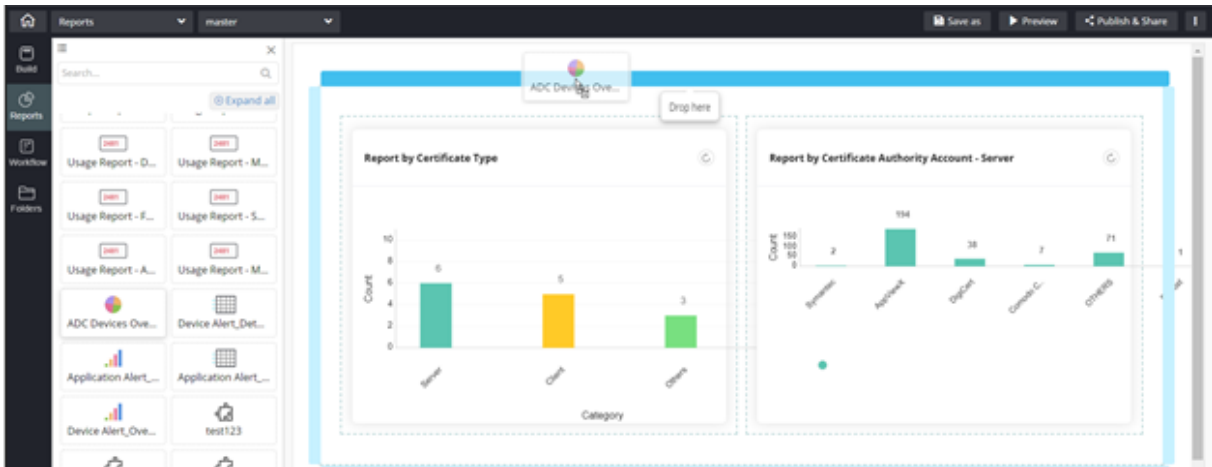 Reports
master
Save as
Preview
Publish & Share
Build
Reports
Workflow
Folders
Search...
Expand all
Usage Report - D...
Usage Report - M...
Usage Report - F...
Usage Report - S...
Usage Report - A...
Usage Report - M...
ADC Devices Ove...
Device Alert_Det...
Application Alert_...
Application Alert_...
Device Alert_Ove...
test123
ADC Devices Ove...
Drop here
Report by Certificate Type
Count
10
8
6
4
2
0
6
5
3
Server
Client
Others
Category
Report by Certificate Authority Account - Server
Count
150
100
50
0
2
194
38
7
71
1
Symantec
AppViewX
DigiCert
Comodo C...
OTHERS